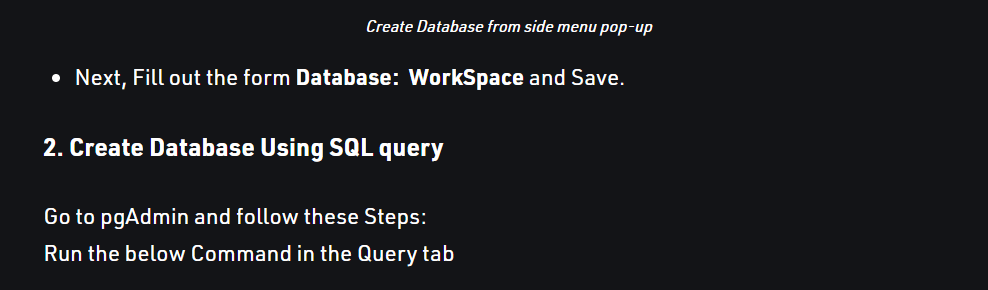 Create Database from side menu pop-up
• Next, Fill out the form Database:  WorkSpace and Save.
2. Create Database Using SQL query
Go to pgAdmin and follow these Steps:
Run the below Command in the Query tab